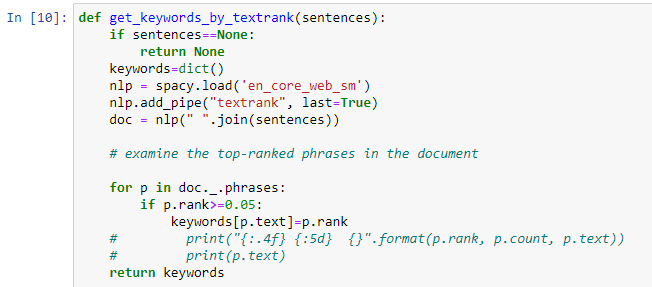 In [10]: def get_keywords_by_textrank(sentences):
    if sentences==None:
        return None
    keywords=dict()
    nlp = spacy.load('en_core_web_sm')
    nlp.add_pipe("textrank", last=True)
    doc = nlp(" ".join(sentences))

    # examine the top-ranked phrases in the document

    for p in doc._.phrases:
        if p.rank>=0.05:
            keywords[p.text]=p.rank
    #         print("{:.4f} {:5d}  {}".format(p.rank, p.count, p.text))
    #         print(p.text)
    return keywords